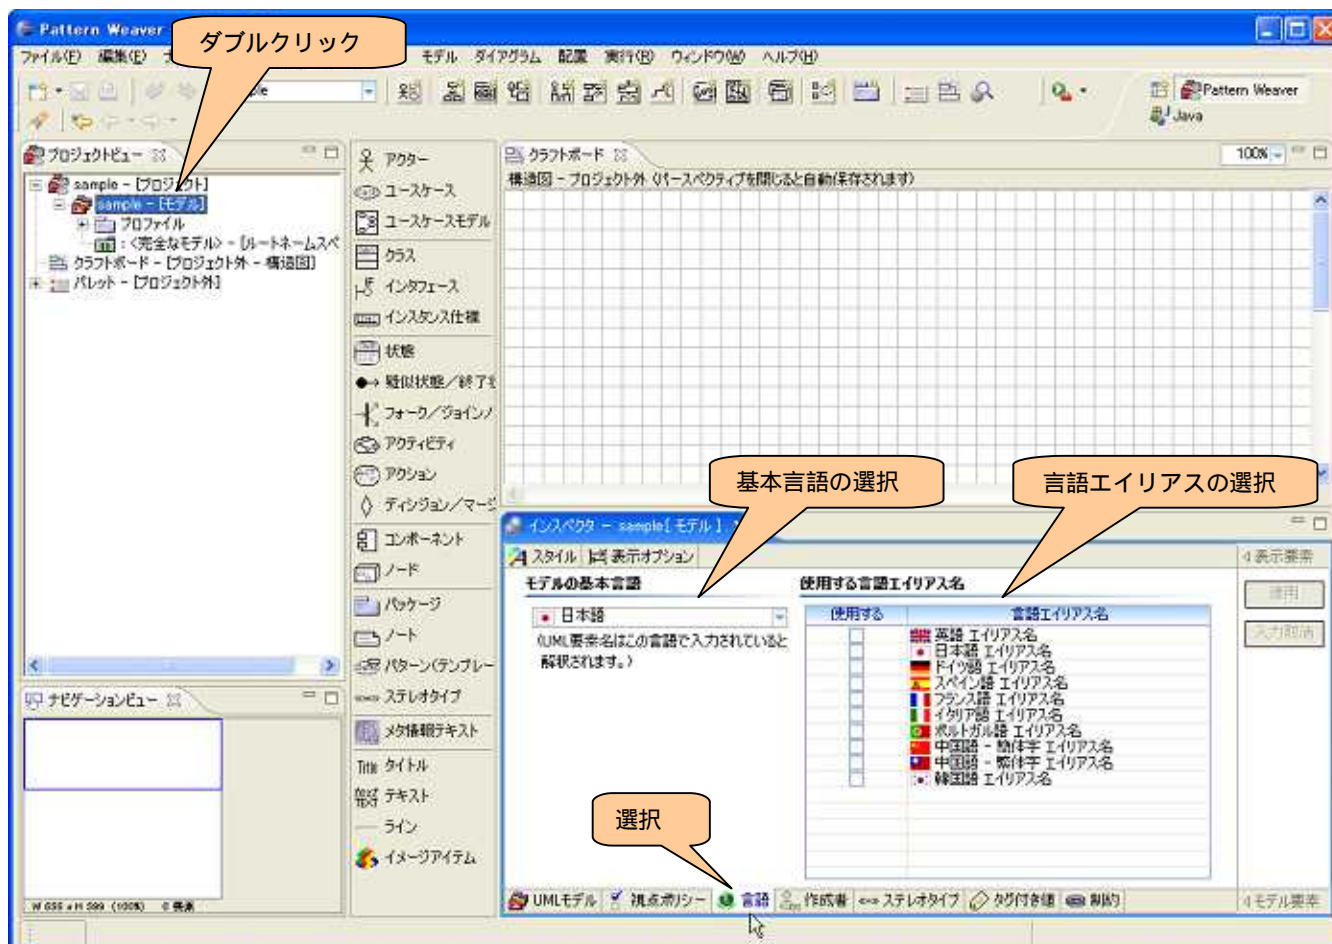 Pattern Weaver
ダブルクリック
ファイル(F) 編集(E) モデル ダイアグラム 配置 実行(R) ウィンドウ(W) ヘルプ(H)
Pattern Weaver
Java
プロジェクトビュー
sample - [プロジェクト]
sample - [モデル]
プロファイル
: <完全なモデル> - [ルートネームスペ
クラフトボード - [プロジェクト外 - 構造図]
パレット - [プロジェクト外]
ナビゲーションビュー
W 635 x H 399 (100%) 0 要素
アクター
ユースケース
ユースケースモデル
クラス
インタフェース
インスタンス仕様
状態
疑似状態/終了状
フォーク/ジョイン/
アクティビティ
アクション
ディシジョン/マージ
コンポーネント
ノード
パッケージ
ノート
パターン(テンプレー
ステレオタイプ
メタ情報テキスト
Title タイトル
テキスト
ライン
イメージアイテム
クラフトボード
100%
構造図 - プロジェクト外 (パースペクティブを閉じると自動保存されます)
基本言語の選択
言語エイリアスの選択
インスペクタ - sample[ モデル ]
スタイル 表示オプション
表示要素
モデルの基本言語
日本語
(UML要素名はこの言語で入力されていると
解釈されます。)
使用する言語エイリアス名
使用する 言語エイリアス名
英語 エイリアス名
日本語 エイリアス名
ドイツ語 エイリアス名
スペイン語 エイリアス名
フランス語 エイリアス名
イタリア語 エイリアス名
ポルトガル語 エイリアス名
中国語 - 簡体字 エイリアス名
中国語 - 繁体字 エイリアス名
韓国語 エイリアス名
適用
入力取消
選択
UMLモデル 視点ポリシー 言語 作成者 ステレオタイプ タグ付き値 制約
モデル要素